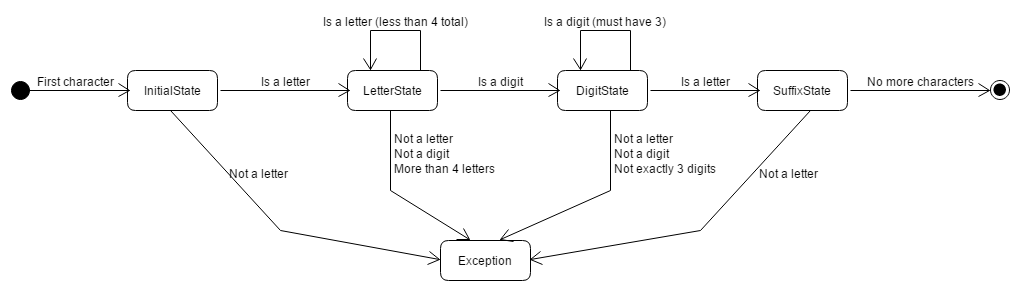 Is a letter (less than 4 total)
Is a digit (must have 3)
First character
InitialState
Is a letter
LetterState
Is a digit
DigitState
Is a letter
SuffixState
No more characters
Not a letter
Not a letter
Not a digit
More than 4 letters
Not a letter
Not a digit
Not exactly 3 digits
Not a letter
Exception